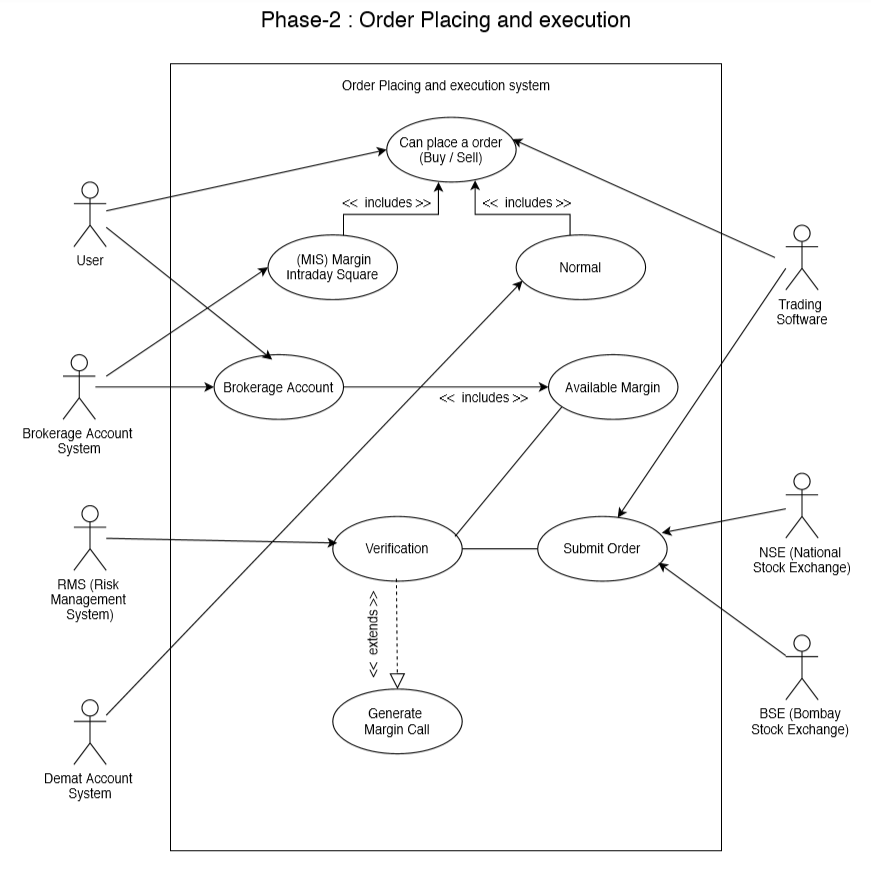 Phase-2 : Order Placing and execution
Order Placing and execution system
Can place a order
(Buy / Sell)
<< includes >>
<< includes >>
User
(MIS) Margin
Intraday Square
Normal
Trading
Software
Brokerage Account
Available Margin
<< includes >>
Brokerage Account
System
Verification
Submit Order
NSE (National
Stock Exchange)
RMS (Risk
Management
System)
<< extends >>
Generate
Margin Call
BSE (Bombay
Stock Exchange)
Demat Account
System